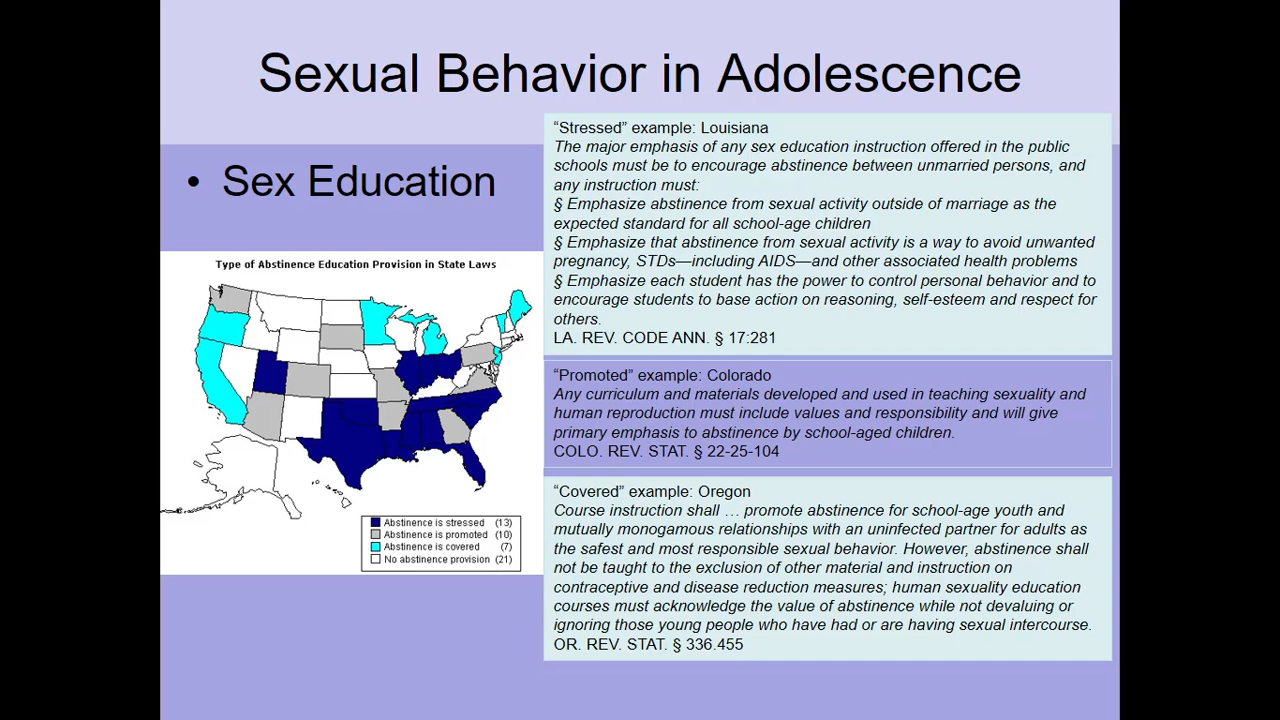 Sexual Behavior in Adolescence
• Sex Education
Type of Abstinence Education Provision in State Laws
Abstinence is stressed (13)
Abstinence is promoted (10)
Abstinence is covered (7)
No abstinence provision (21)
“Stressed” example: Louisiana
The major emphasis of any sex education instruction offered in the public
schools must be to encourage abstinence between unmarried persons, and
any instruction must:
§ Emphasize abstinence from sexual activity outside of marriage as the
expected standard for all school-age children
§ Emphasize that abstinence from sexual activity is a way to avoid unwanted
pregnancy, STDs—including AIDS—and other associated health problems
§ Emphasize each student has the power to control personal behavior and to
encourage students to base action on reasoning, self-esteem and respect for
others.
LA. REV. CODE ANN. § 17:281
“Promoted” example: Colorado
Any curriculum and materials developed and used in teaching sexuality and
human reproduction must include values and responsibility and will give
primary emphasis to abstinence by school-aged children.
COLO. REV. STAT. § 22-25-104
“Covered” example: Oregon
Course instruction shall … promote abstinence for school-age youth and
mutually monogamous relationships with an uninfected partner for adults as
the safest and most responsible sexual behavior. However, abstinence shall
not be taught to the exclusion of other material and instruction on
contraceptive and disease reduction measures; human sexuality education
courses must acknowledge the value of abstinence while not devaluing or
ignoring those young people who have had or are having sexual intercourse.
OR. REV. STAT. § 336.455